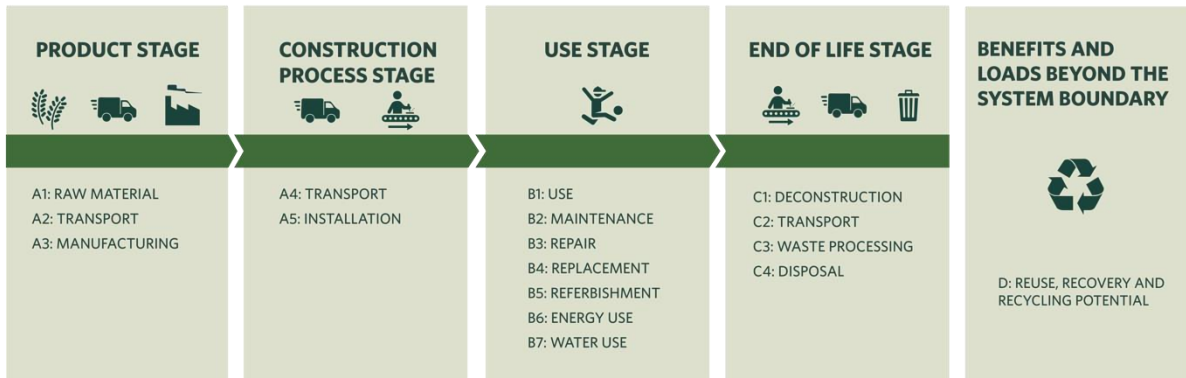 PRODUCT STAGE
A1: RAW MATERIAL
A2: TRANSPORT
A3: MANUFACTURING
CONSTRUCTION
PROCESS STAGE
A4: TRANSPORT
A5: INSTALLATION
USE STAGE
B1: USE
B2: MAINTENANCE
B3: REPAIR
B4: REPLACEMENT
B5: REFERBISHMENT
B6: ENERGY USE
B7: WATER USE
END OF LIFE STAGE
C1: DECONSTRUCTION
C2: TRANSPORT
C3: WASTE PROCESSING
C4: DISPOSAL
BENEFITS AND
LOADS BEYOND THE
SYSTEM BOUNDARY
D: REUSE, RECOVERY AND
RECYCLING POTENTIAL